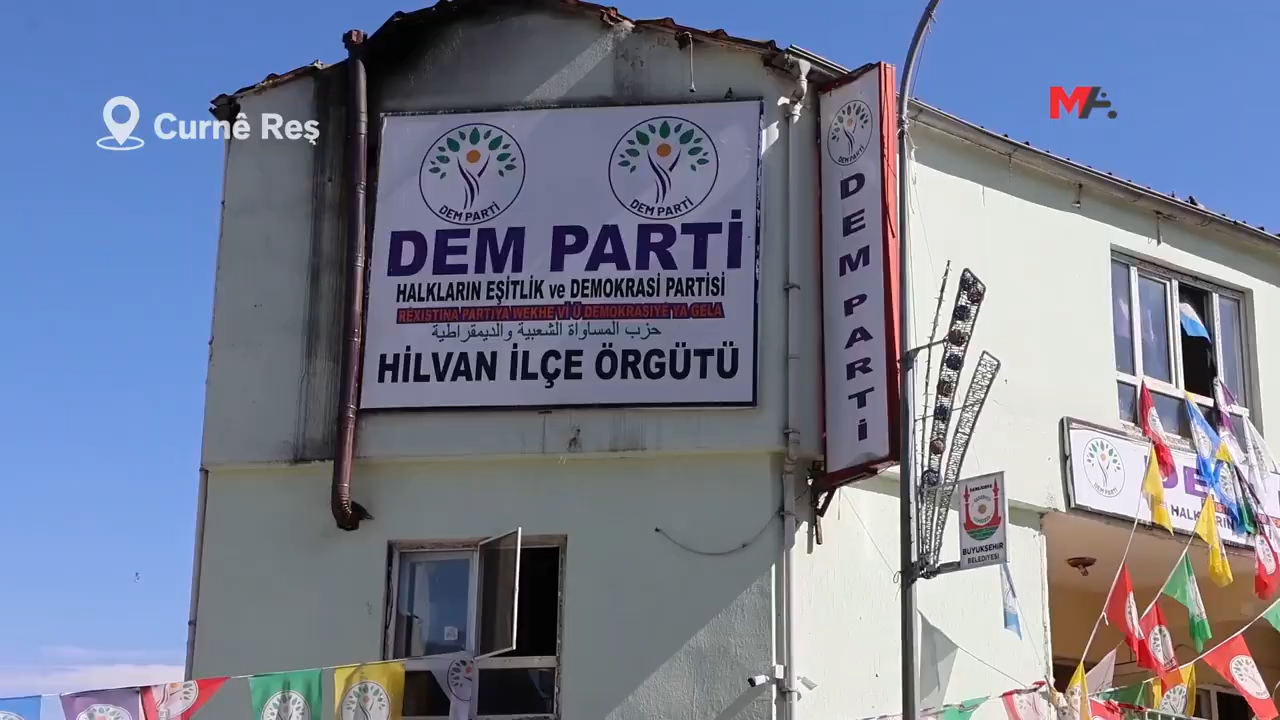 Curnê Reş
MA
DEM PARTİ
DEM PARTİ
DEM PARTİ
HALKLARIN EŞİTLİK ve DEMOKRASİ PARTİSİ
REXISTINA PARTIYA WEKHEVÎ Û DEMOKRASIYÊ YA GELA
حزب المساواة الشعبية والديمقراطية
HİLVAN İLÇE ÖRGÜTÜ
DEM PARTİ
BÜYÜKŞEHİR
BELEDİYESİ
DEM PARTİ
HALKLARIN